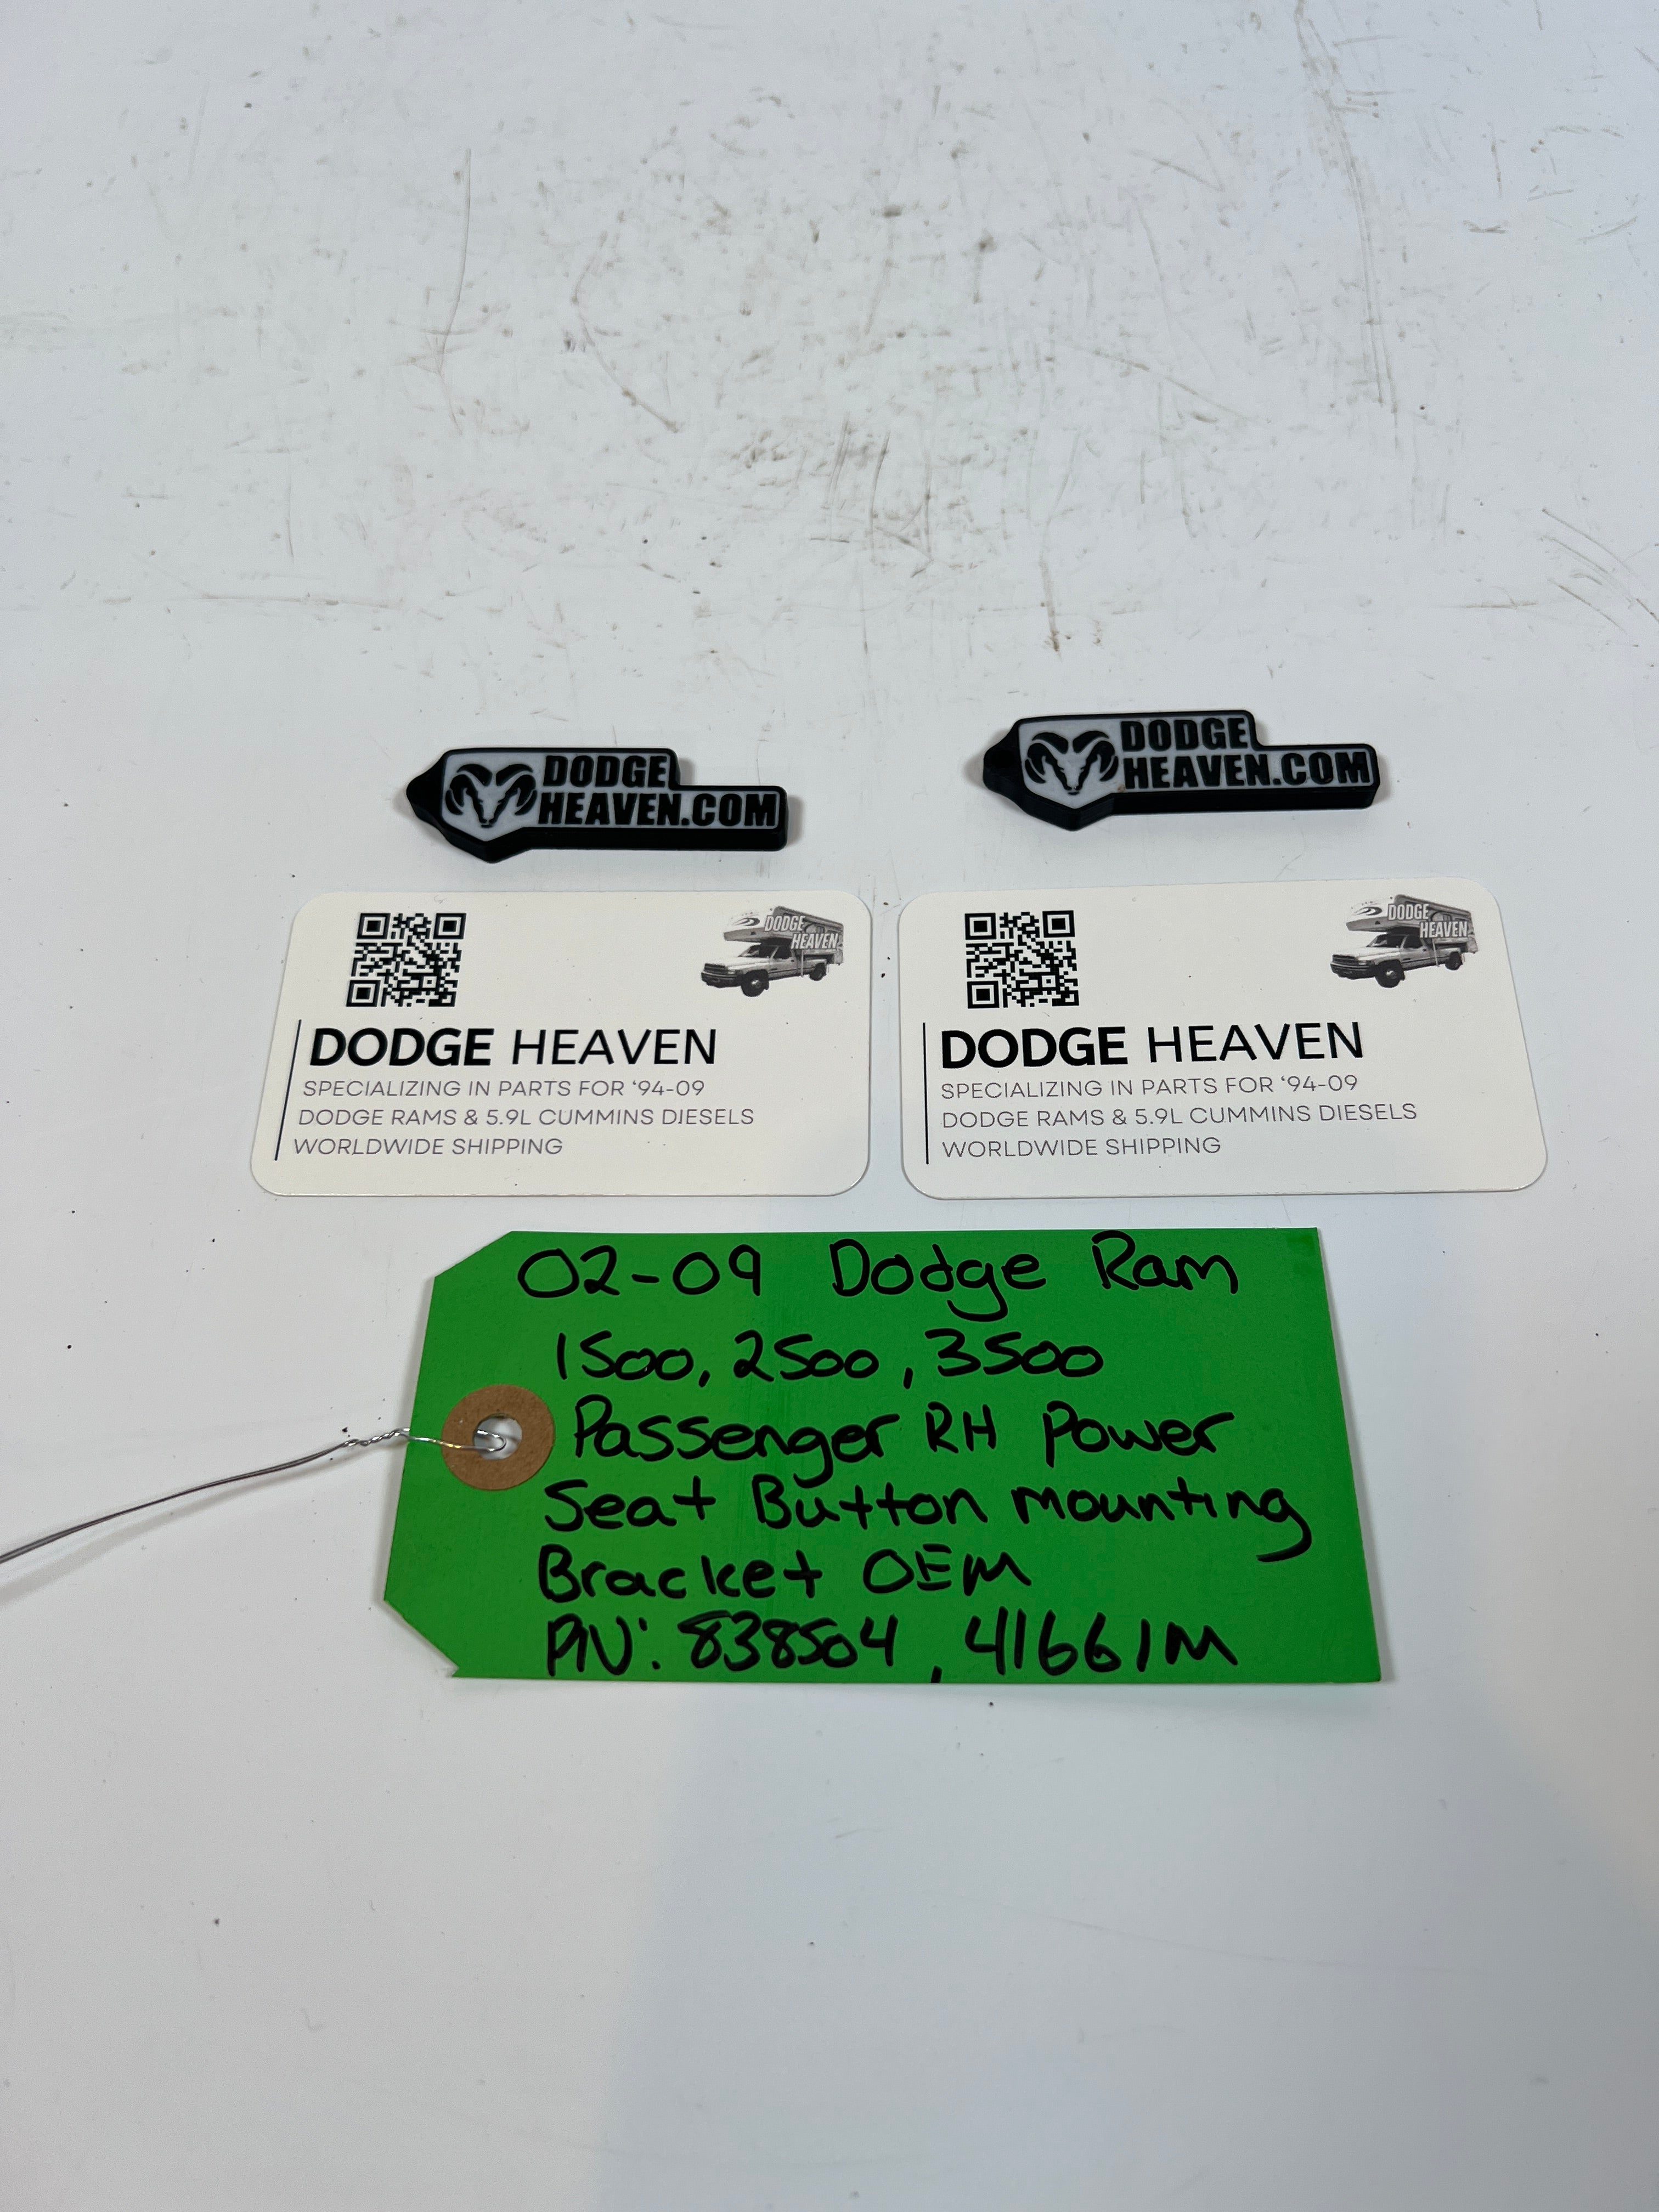 DODGE
HEAVEN.COM
DODGE
HEAVEN.COM
DODGE
HEAVEN
DODGE HEAVEN
SPECIALIZING IN PARTS FOR ‘94-09
DODGE RAMS & 5.9L CUMMINS DIESELS
WORLDWIDE SHIPPING
DODGE
HEAVEN
DODGE HEAVEN
SPECIALIZING IN PARTS FOR ‘94-09
DODGE RAMS & 5.9L CUMMINS DIESELS
WORLDWIDE SHIPPING
02-09 Dodge Ram
1500, 2500, 3500
Passenger RH Power
Seat Button mounting
Bracket OEM
P/N: 838504, 41661M